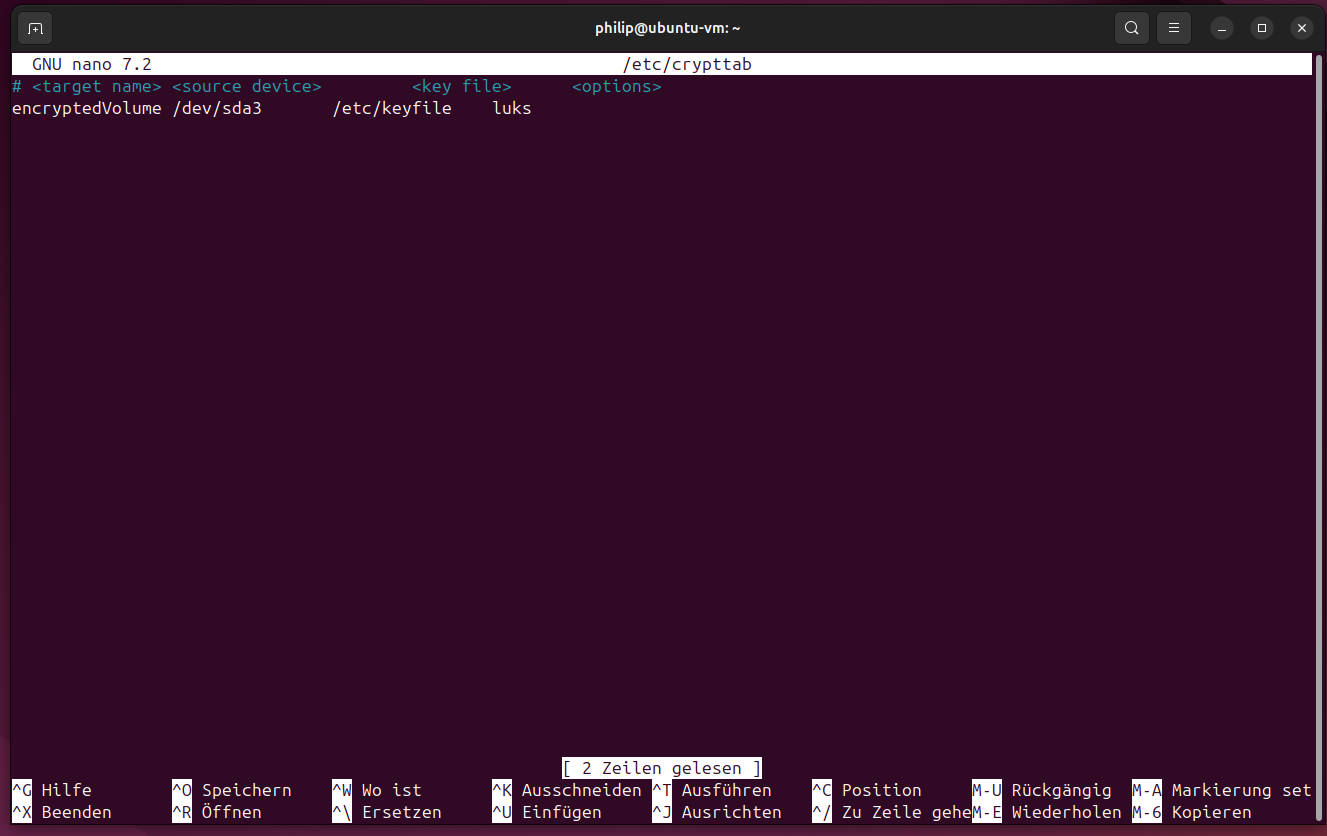 philip@ubuntu-vm: ~
GNU nano 7.2 /etc/crypttab
# <target name> <source device> <key file> <options>
encryptedVolume /dev/sda3 /etc/keyfile luks
[ 2 Zeilen gelesen ]
^G Hilfe ^O Speichern ^W Wo ist ^K Ausschneiden ^T Ausführen ^C Position M-U Rückgängig M-A Markierung set
^X Beenden ^R Öffnen ^\ Ersetzen ^U Einfügen ^J Ausrichten ^/ Zu Zeile gehe M-E Wiederholen M-6 Kopieren